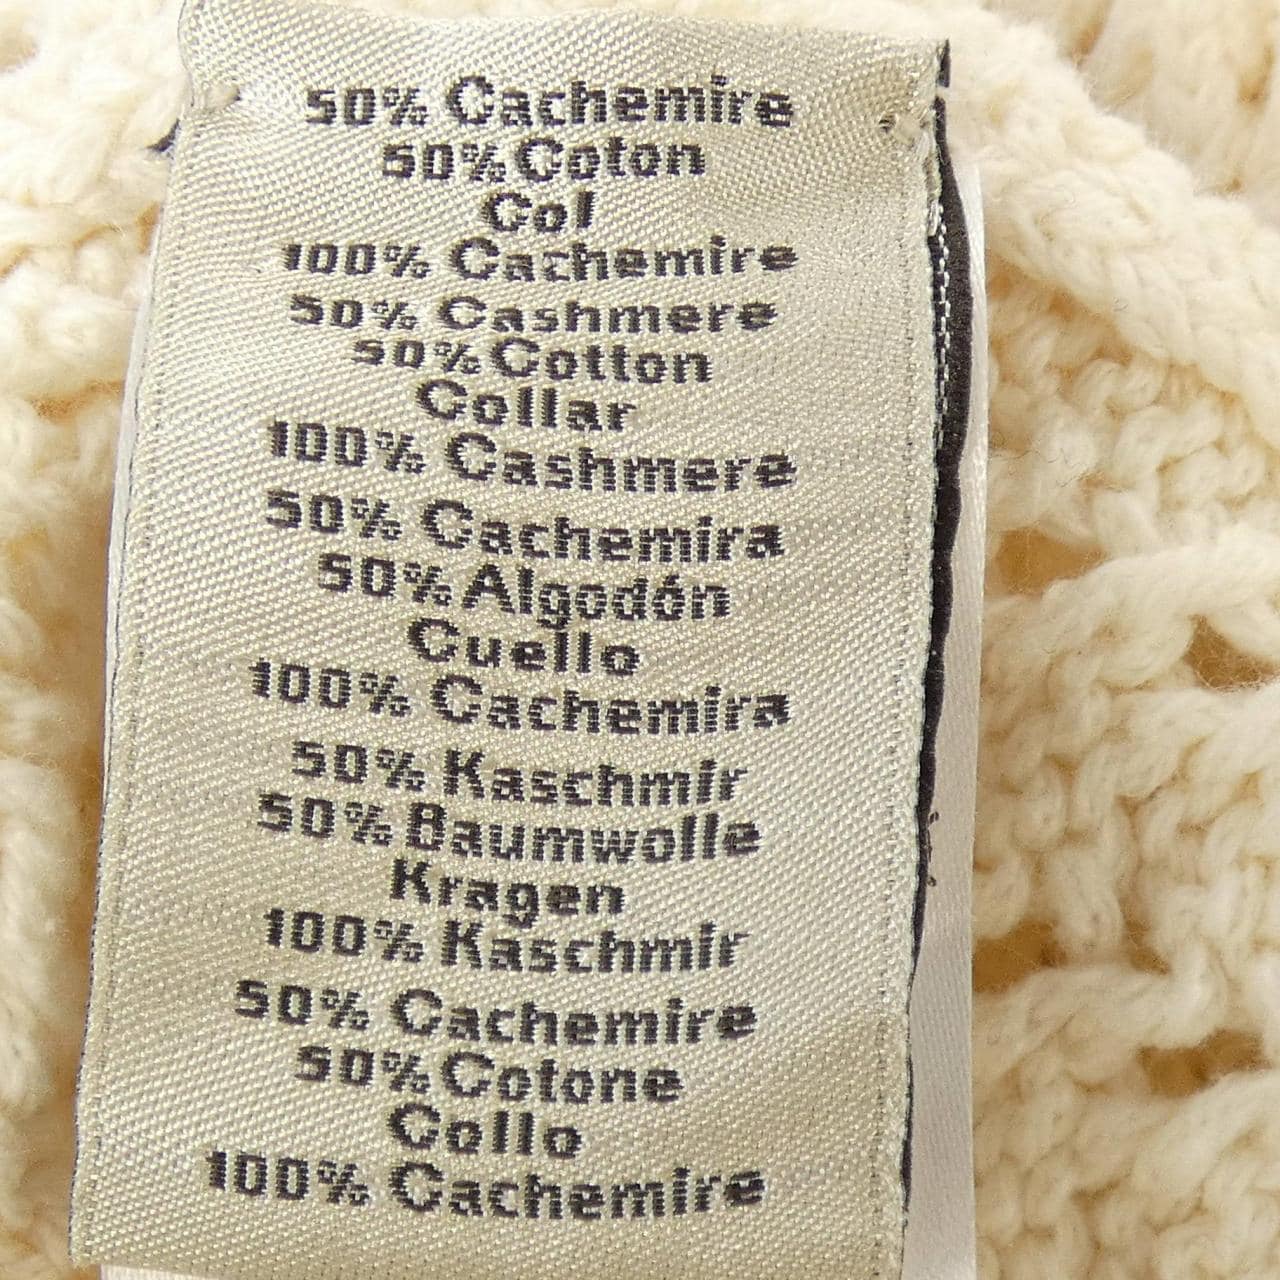 50% Cachemire
50% Coton
Col
100% Cachemire
50% Cashmere
50% Cotton
Collar
100% Cashmere
50% Cachemira
50% Algodón
Cuello
100% Cachemira
50% Kaschmir
50% Baumwolle
Kragen
100% Kaschmir
50% Cachemire
50% Cotone
Collo
100% Cachemire